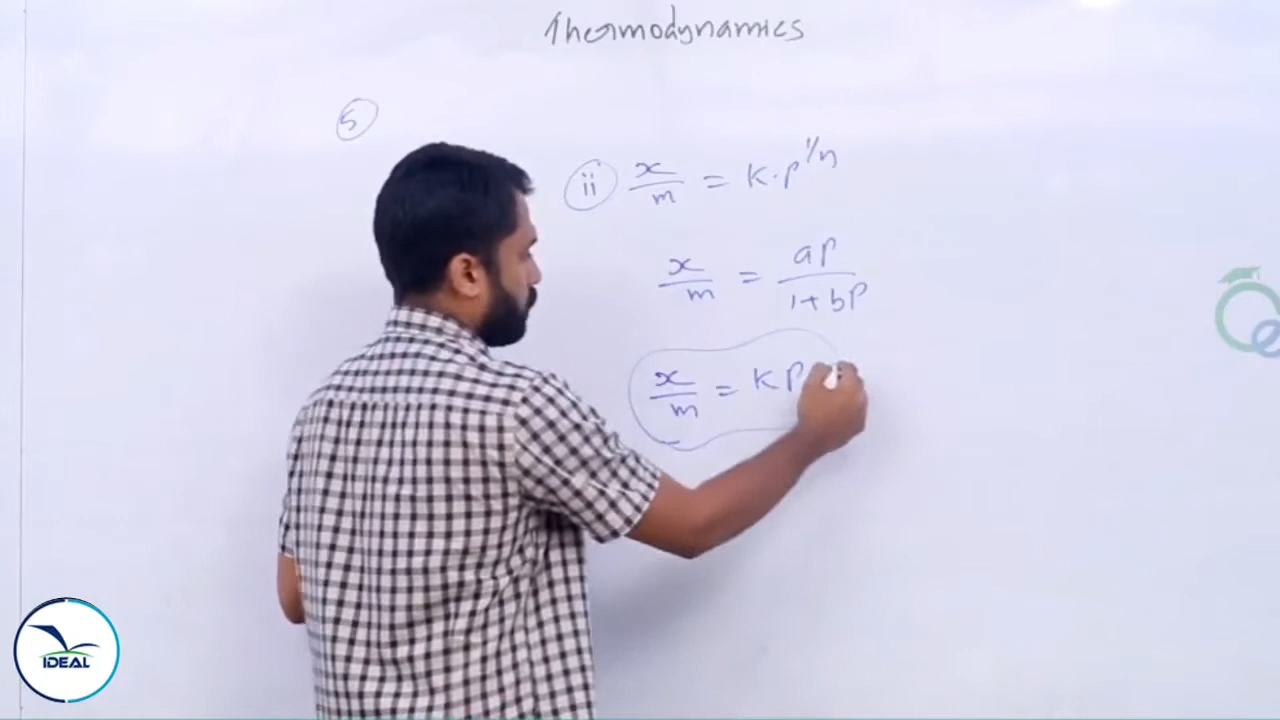 Thermodynamics
5
ii x/m = K·P^1/n
x/m = aP/1+bP
x/m = KP
IDEAL